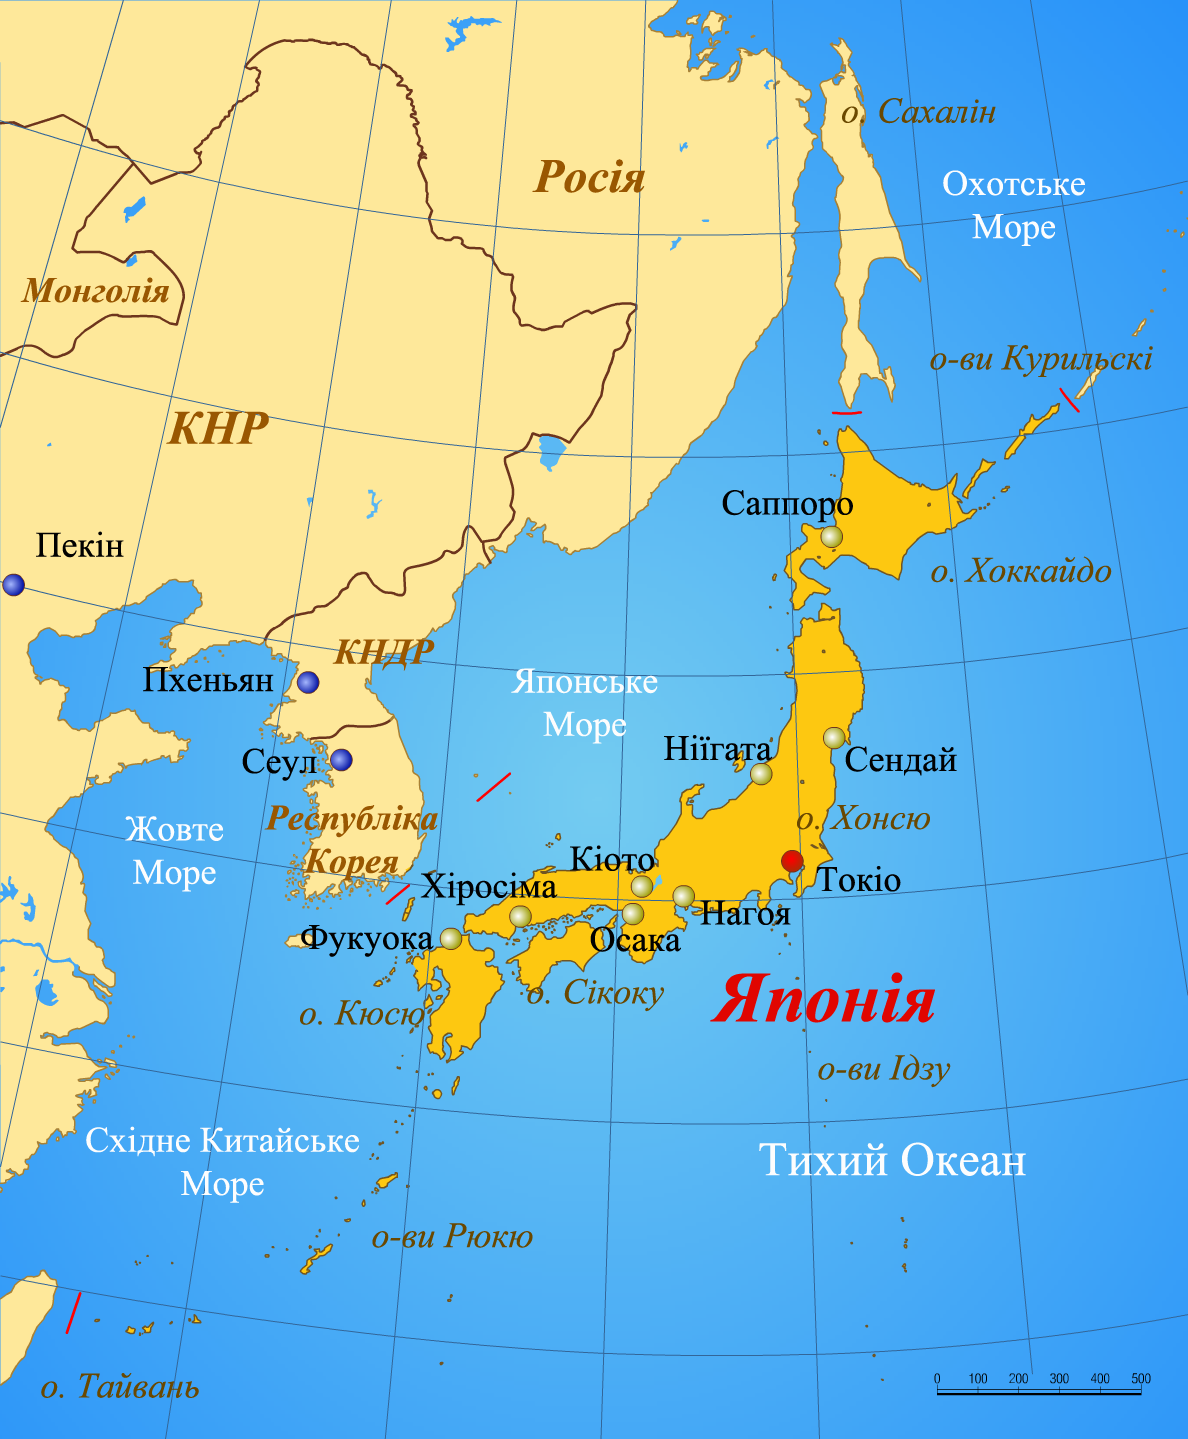 о. Сахалін
Росія
Охотське
Море
Монголія
о-ви Курильскі
КНР
Саппоро
Пекін
о. Хоккайдо
КНДР
Пхеньян
Японське
Море
Ніїгата
Сендай
Сеул
Республіка
Корея
о. Хонсю
Жовте
Море
Кіото
Токіо
Хіросіма
Нагоя
Фукуока
Осака
о. Сікоку
Японія
о. Кюсю
о-ви Ідзу
Східне Китайське
Море
Тихий Океан
о-ви Рюкю
о. Тайвань
0 100 200 300 400 500